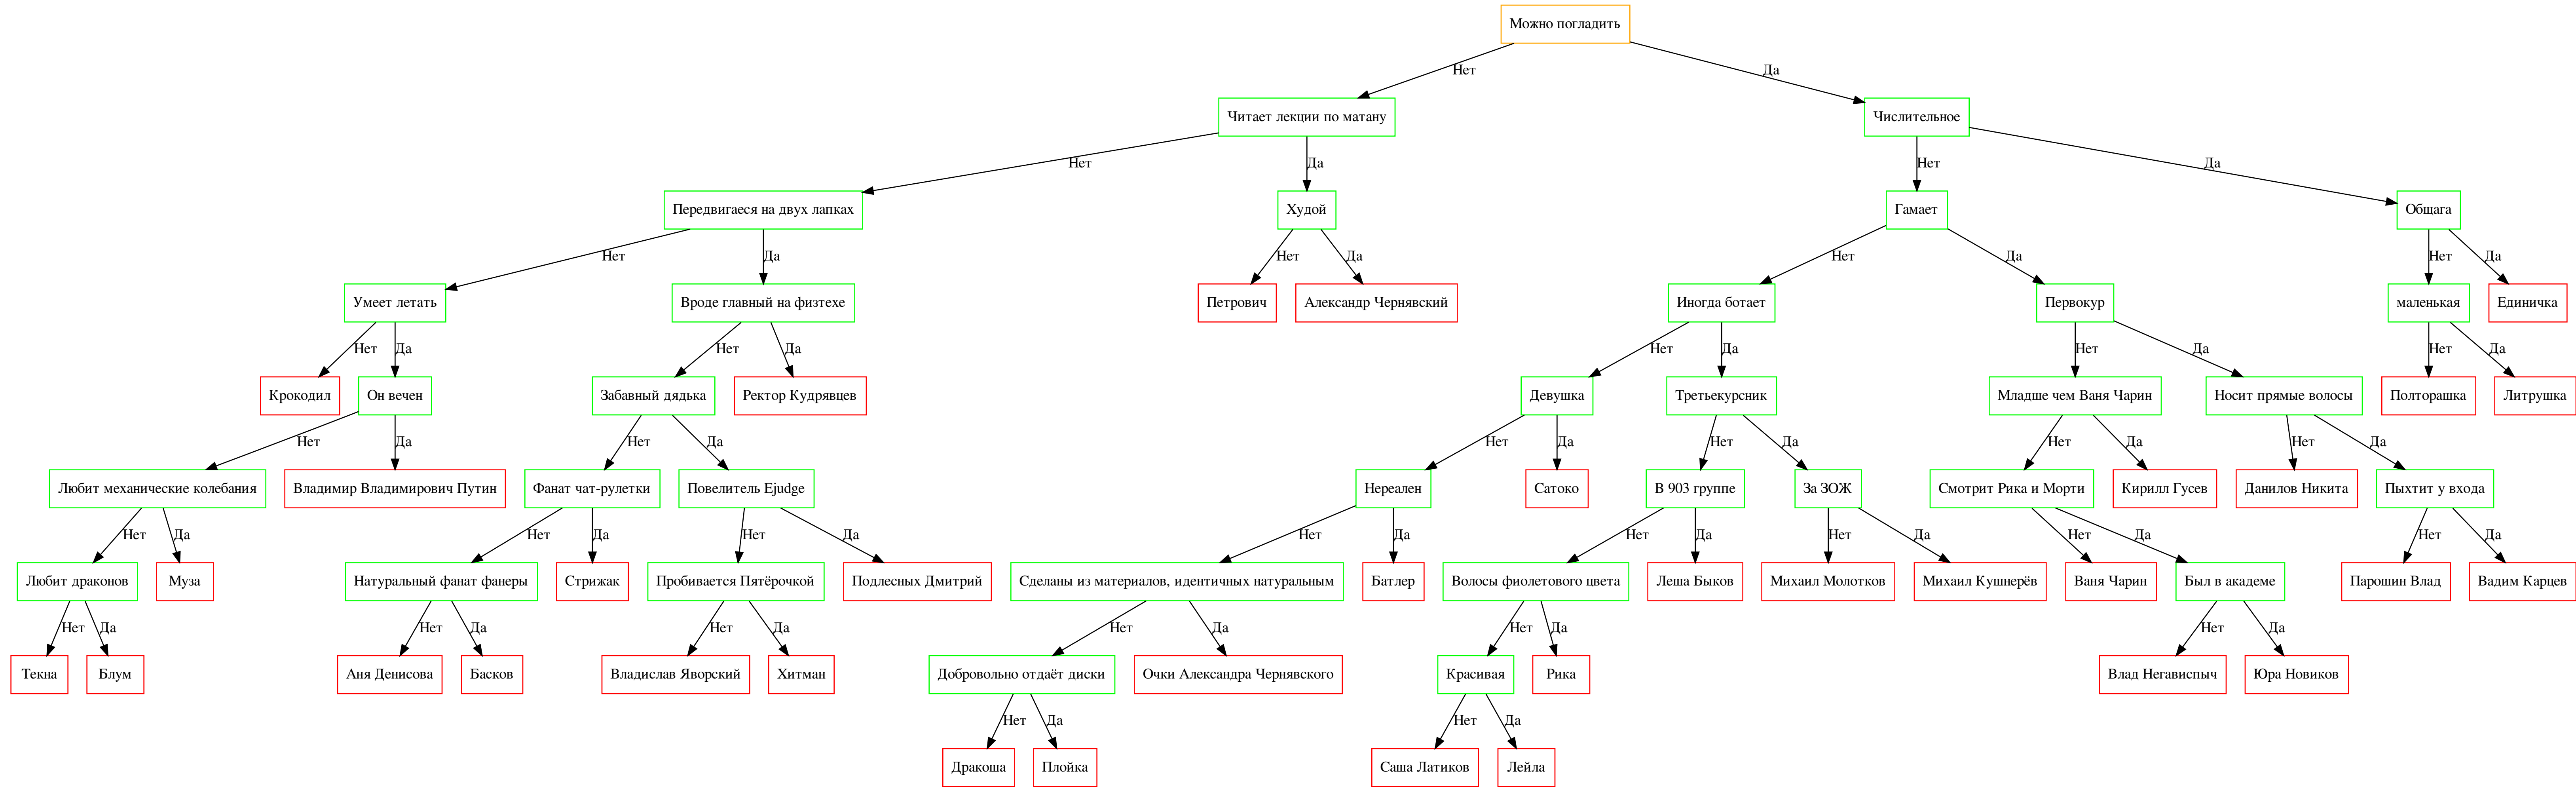 Можно погладить
Нет
Да
Читает лекции по матану
Числительное
Нет
Да
Нет
Да
Передвигаеся на двух лапках
Худой
Гамает
Общага
Нет
Да
Нет
Да
Нет
Да
Нет
Да
Умеет летать
Вроде главный на физтехе
Петрович
Александр Чернявский
Иногда ботает
Первокур
маленькая
Единичка
Нет
Да
Нет
Да
Нет
Да
Нет
Да
Нет
Да
Крокодил
Он вечен
Забавный дядька
Ректор Кудрявцев
Девушка
Третьекурсник
Младше чем Ваня Чарин
Носит прямые волосы
Полторашка
Литрушка
Нет
Да
Нет
Да
Нет
Да
Нет
Да
Нет
Да
Нет
Да
Любит механические колебания
Владимир Владимирович Путин
Фанат чат-рулетки
Повелитель Ejudge
Нереален
Сатоко
В 903 группе
За ЗОЖ
Смотрит Рика и Морти
Кирилл Гусев
Данилов Никита
Пыхтит у входа
Нет
Да
Нет
Да
Нет
Да
Нет
Да
Нет
Да
Нет
Да
Нет
Да
Нет
Да
Любит драконов
Муза
Натуральный фанат фанеры
Стрижак
Пробивается Пятёрочкой
Подлесных Дмитрий
Сделаны из материалов, идентичных натуральным
Батлер
Волосы фиолетового цвета
Леша Быков
Михаил Молотков
Михаил Кушнерёв
Ваня Чарин
Был в академе
Парошин Влад
Вадим Карцев
Нет
Да
Нет
Да
Нет
Да
Нет
Да
Нет
Да
Нет
Да
Текна
Блум
Аня Денисова
Басков
Владислав Яворский
Хитман
Добровольно отдаёт диски
Очки Александра Чернявского
Красивая
Рика
Влад Негависпыч
Юра Новиков
Нет
Да
Нет
Да
Дракоша
Плойка
Саша Латиков
Лейла